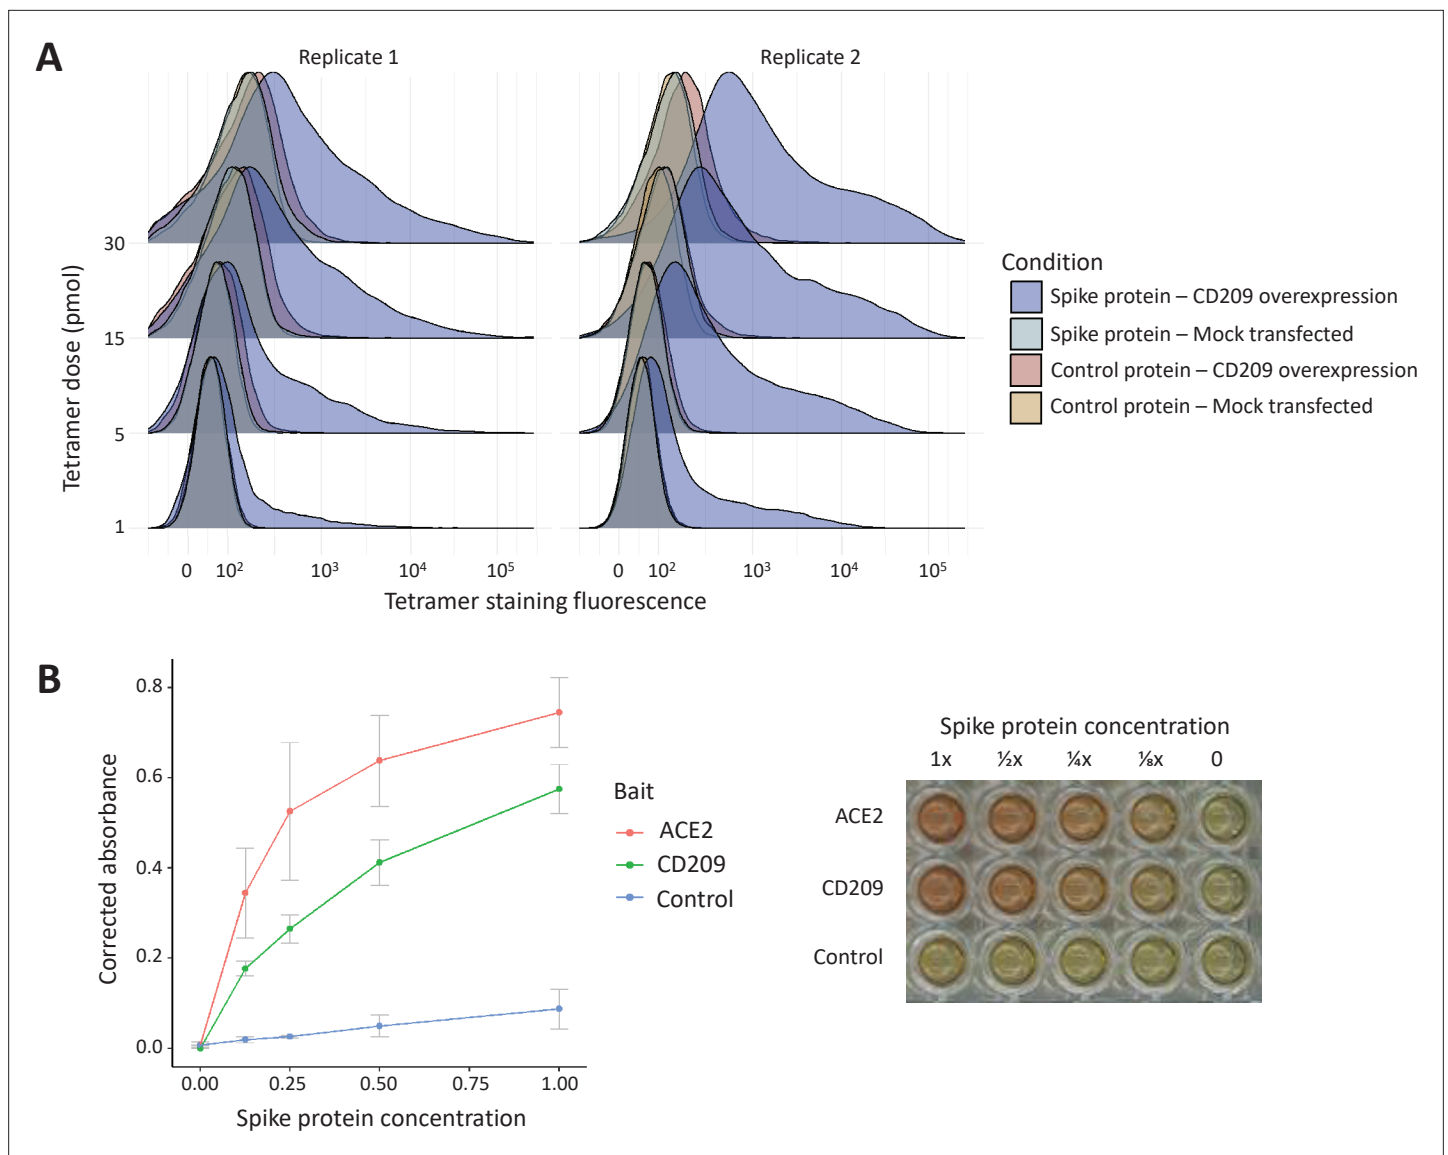 A
Replicate 1
Replicate 2
Tetramer dose (pmol)
30
15
5
1
0 10² 10³ 10⁴ 10⁵
0 10² 10³ 10⁴ 10⁵
Tetramer staining fluorescence
Condition
Spike protein – CD209 overexpression
Spike protein – Mock transfected
Control protein – CD209 overexpression
Control protein – Mock transfected
B
Corrected absorbance
0.8
0.6
0.4
0.2
0.0
0.00 0.25 0.50 0.75 1.00
Spike protein concentration
Bait
ACE2
CD209
Control
Spike protein concentration
1x ½x ¼x ⅛x 0
ACE2
CD209
Control